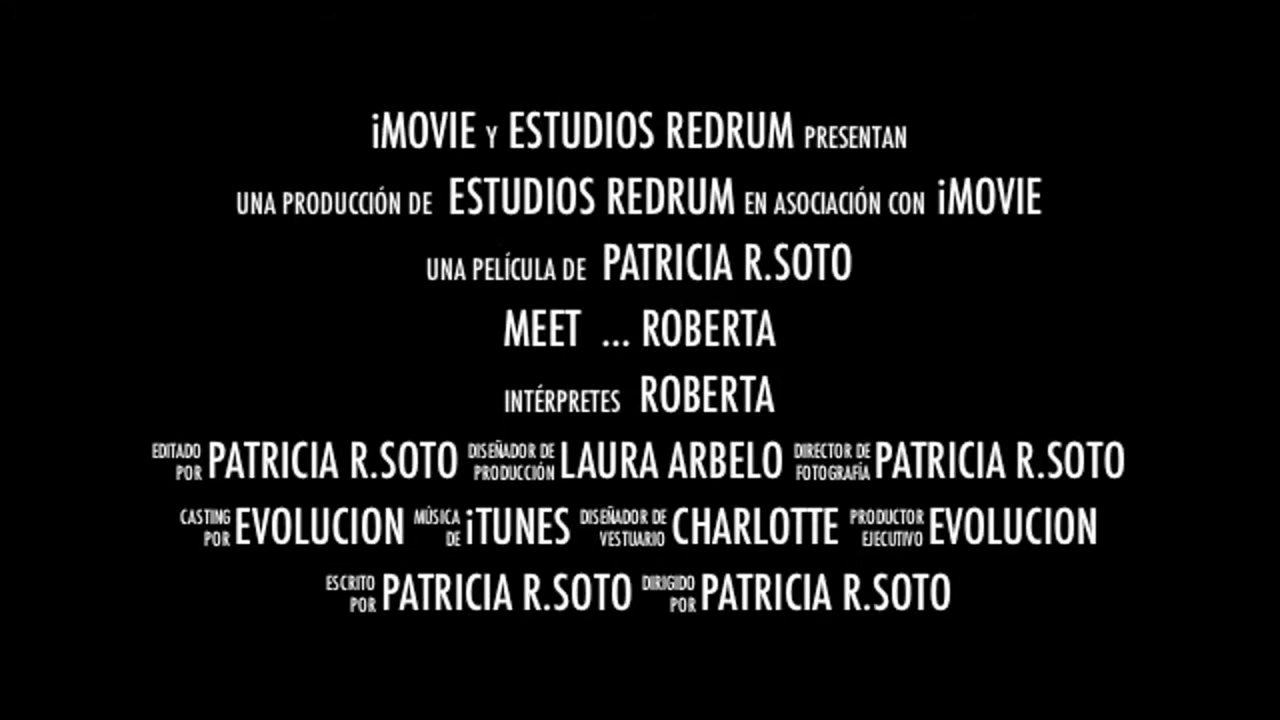 iMOVIE Y ESTUDIOS REDRUM PRESENTAN
UNA PRODUCCIÓN DE ESTUDIOS REDRUM EN ASOCIACIÓN CON iMOVIE
UNA PELÍCULA DE PATRICIA R.SOTO
MEET ... ROBERTA
INTÉRPRETES ROBERTA
EDITADO POR PATRICIA R.SOTO DISEÑADOR DE PRODUCCIÓN LAURA ARBELO DIRECTOR DE FOTOGRAFÍA PATRICIA R.SOTO
CASTING POR EVOLUCION MÚSICA DE iTUNES DISEÑADOR DE VESTUARIO CHARLOTTE PRODUCTOR EJECUTIVO EVOLUCION
ESCRITO POR PATRICIA R.SOTO DIRIGIDO POR PATRICIA R.SOTO